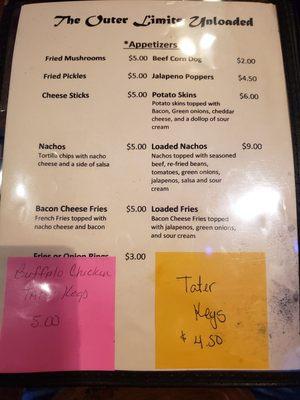 The Outer Limits Unloaded
*Appetizers
Fried Mushrooms $5.00
Beef Corn Dog $2.00
Fried Pickles $5.00
Jalapeno Poppers $4.50
Cheese Sticks $5.00
Potato Skins $6.00
Potato skins topped with
Bacon, Green onions, cheddar
cheese, and a dollop of sour
cream
Nachos $5.00
Tortilla chips with nacho
cheese and a side of salsa
Loaded Nachos $9.00
Nachos topped with seasoned
beef, re-fried beans,
tomatoes, green onions,
jalapenos, salsa and sour
cream
Bacon Cheese Fries $5.00
French Fries topped with
nacho cheese and bacon
Loaded Fries
Bacon Cheese Fries topped
with jalapenos, green onions,
and sour cream
Fries or Onion Rings $3.00
Buffalo Chicken
Kegs
5.00
Tater
Kegs
$4.50